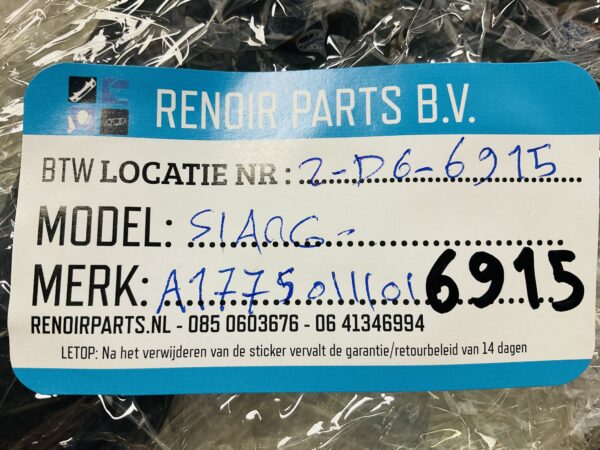 RENOIR PARTS B.V.
BTW LOCATIE NR: 2-D6-6915
MODEL:
MERK: A1775011101 6915
RENOIRPARTS.NL - 085 0603676 - 06 41346994
LETOP: Na het verwijderen van de sticker vervalt de garantie/retourbeleid van 14 dagen